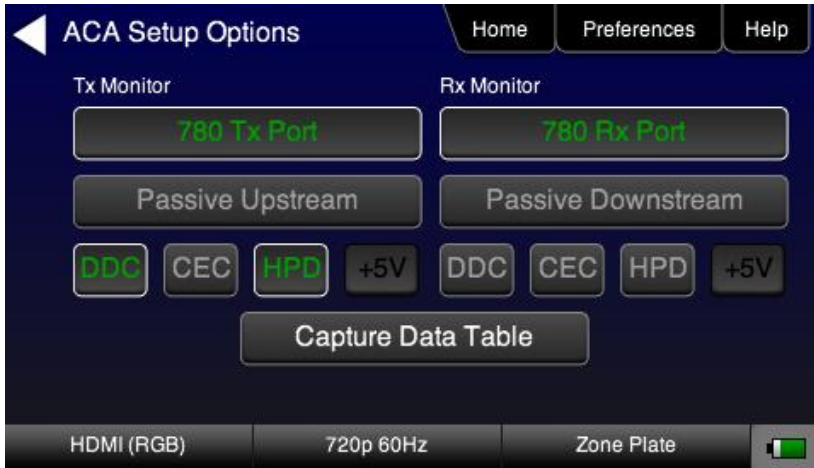 ACA Setup Options Home Preferences Help
Tx Monitor Rx Monitor
780 Tx Port 780 Rx Port
Passive Upstream Passive Downstream
DDC CEC HPD +5V DDC CEC HPD +5V
Capture Data Table
HDMI (RGB) 720p 60Hz Zone Plate